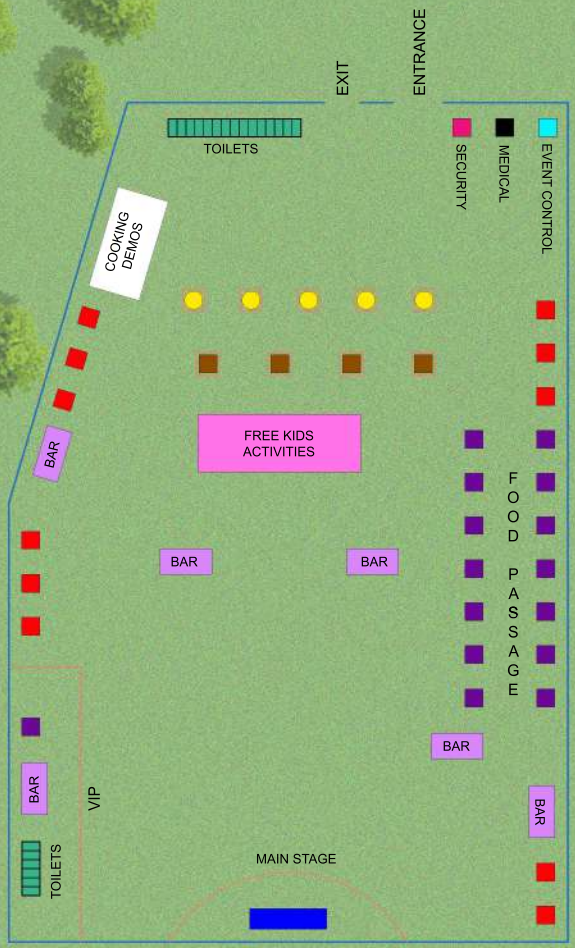 EXIT
ENTRANCE
TOILETS
SECURITY
MEDICAL
EVENT CONTROL
COOKING
DEMOS
FREE KIDS
ACTIVITIES
BAR
FOOD PASSAGE
BAR
BAR
BAR
BAR
VIP
BAR
TOILETS
MAIN STAGE